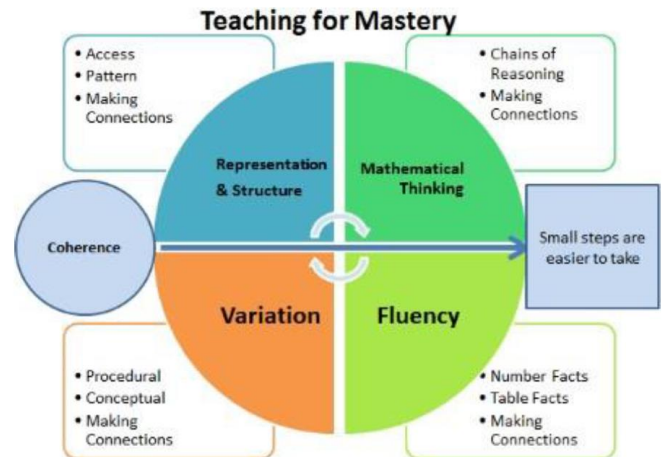 Teaching for Mastery
• Access
• Pattern
• Making
Connections
• Chains of
Reasoning
• Making
Connections
Representation
& Structure
Mathematical
Thinking
Coherence
Small steps are
easier to take
Variation
Fluency
• Procedural
• Conceptual
• Making
Connections
• Number Facts
• Table Facts
• Making
Connections